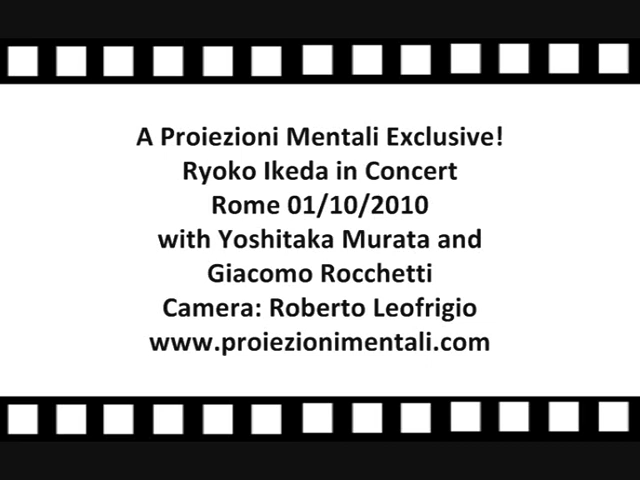 A Proiezioni Mentali Exclusive!
Ryoko Ikeda in Concert
Rome 01/10/2010
with Yoshitaka Murata and
Giacomo Rocchetti
Camera: Roberto Leofrigio
www.proiezionimentali.com